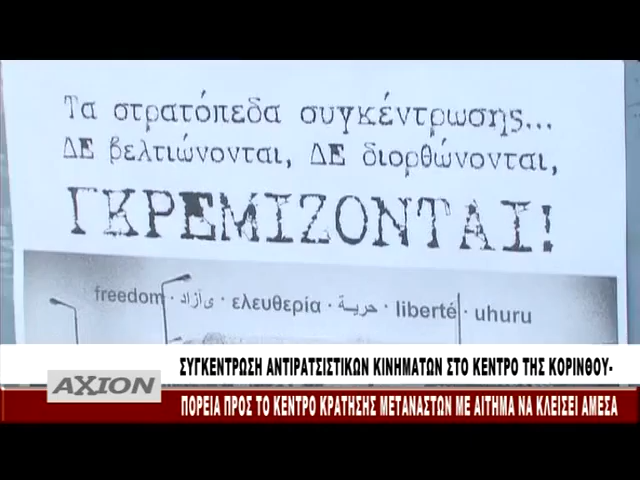 Τα στρατόπεδα συγκέντρωσης...
ΔΕ βελτιώνονται, ΔΕ διορθώνονται,
ΓΚΡΕΜΙΖΟΝΤΑΙ!
freedom · آزادی · ελευθερία · حرية · liberté · uhuru
ΣΥΓΚΕΝΤΡΩΣΗ ΑΝΤΙΡΑΤΣΙΣΤΙΚΩΝ ΚΙΝΗΜΑΤΩΝ ΣΤΟ ΚΕΝΤΡΟ ΤΗΣ ΚΟΡΙΝΘΟΥ-
AXION
ΠΟΡΕΙΑ ΠΡΟΣ ΤΟ ΚΕΝΤΡΟ ΚΡΑΤΗΣΗΣ ΜΕΤΑΝΑΣΤΩΝ ΜΕ ΑΙΤΗΜΑ ΝΑ ΚΛΕΙΣΕΙ ΑΜΕΣΑ